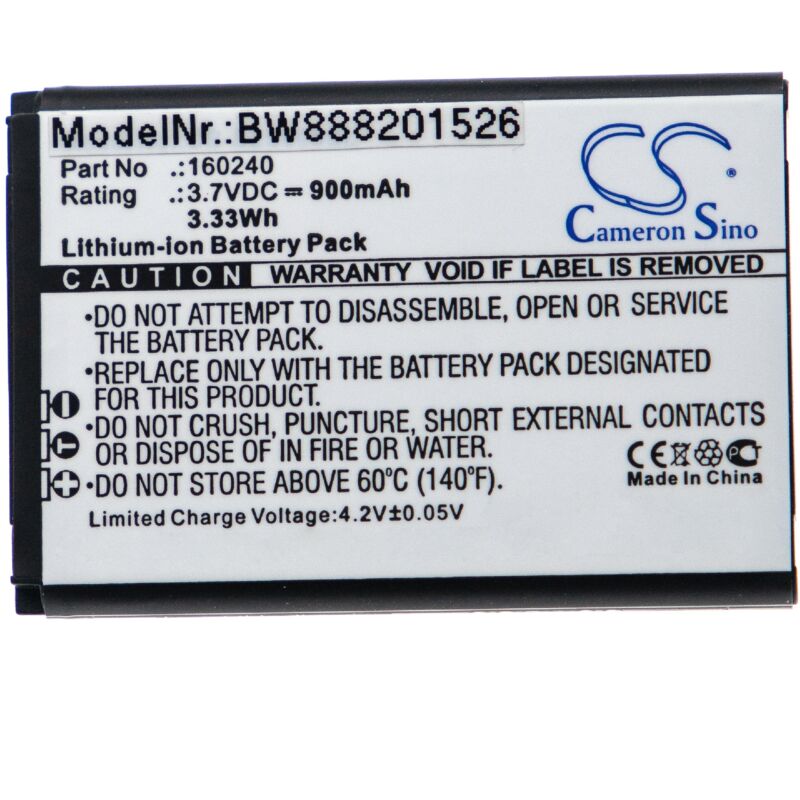 ModelNr.:BW888201526
Part No .:160240
Rating .:3.7VDC = 900mAh
3.33Wh
Lithium-ion Battery Pack
CS
®
Cameron Sino
CAUTION WARRANTY VOID IF LABEL IS REMOVED.
•DO NOT ATTEMPT TO DISASSEMBLE, OPEN OR SERVICE
THE BATTERY PACK.
•REPLACE ONLY WITH THE BATTERY PACK DESIGNATED
FOR THIS PRODUCT.
•DO NOT CRUSH, PUNCTURE, SHORT EXTERNAL CONTACTS
OR DISPOSE OF IN FIRE OR WATER.
•DO NOT STORE ABOVE 60°C (140°F).
Limited Charge Voltage:4.2V±0.05V
- T +
CE PC
Made In China